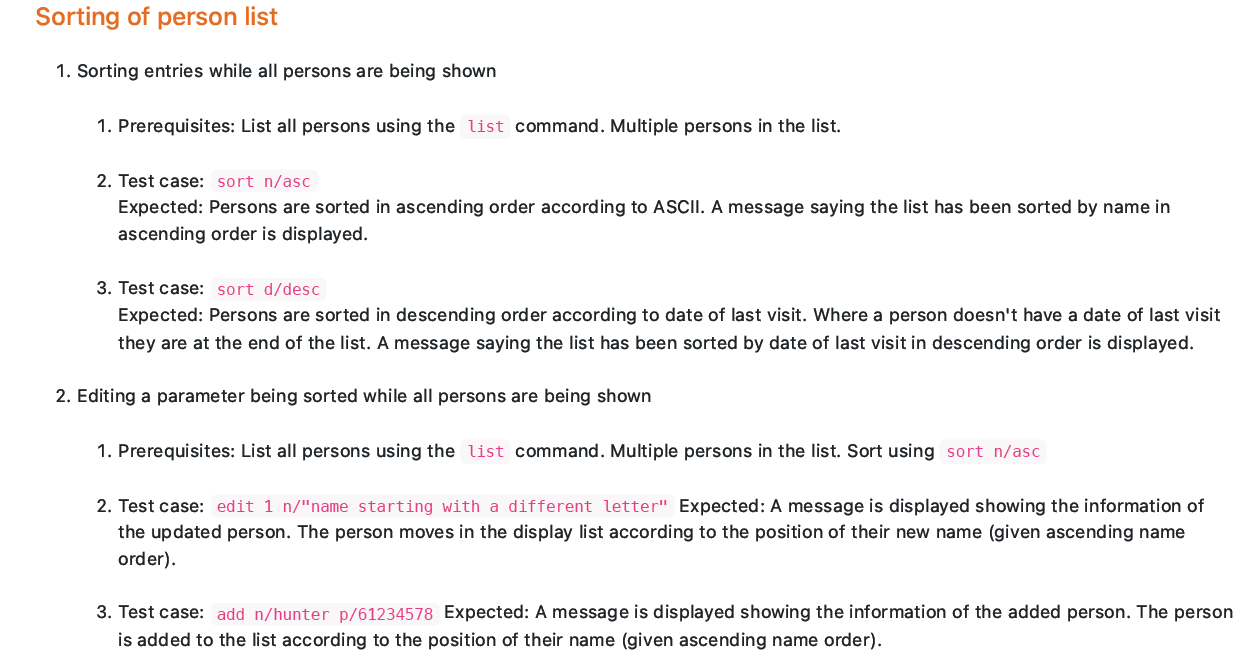 Sorting of person list
1. Sorting entries while all persons are being shown
1. Prerequisites: List all persons using the list command. Multiple persons in the list.
2. Test case: sort n/asc
Expected: Persons are sorted in ascending order according to ASCII. A message saying the list has been sorted by name in
ascending order is displayed.
3. Test case: sort d/desc
Expected: Persons are sorted in descending order according to date of last visit. Where a person doesn't have a date of last visit
they are at the end of the list. A message saying the list has been sorted by date of last visit in descending order is displayed.
2. Editing a parameter being sorted while all persons are being shown
1. Prerequisites: List all persons using the list command. Multiple persons in the list. Sort using sort n/asc
2. Test case: edit 1 n/"name starting with a different letter" Expected: A message is displayed showing the information of
the updated person. The person moves in the display list according to the position of their new name (given ascending name
order).
3. Test case: add n/hunter p/61234578 Expected: A message is displayed showing the information of the added person. The person
is added to the list according to the position of their name (given ascending name order).